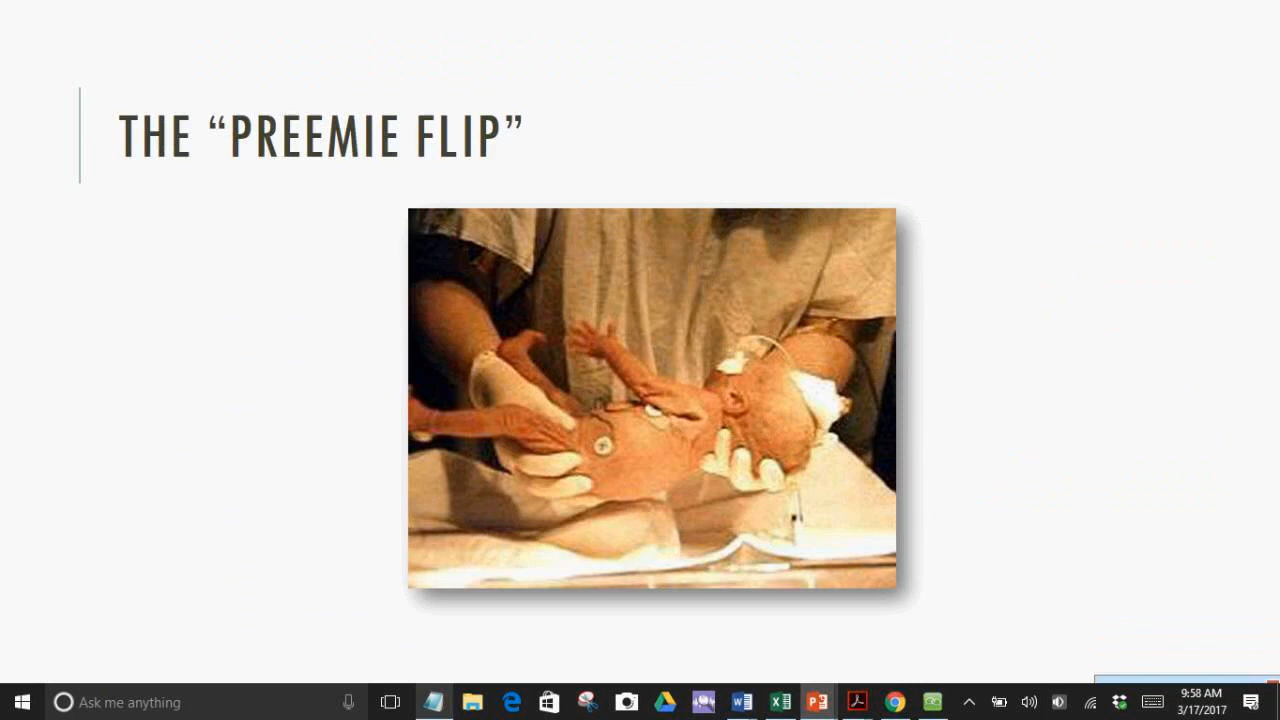 THE “PREEMIE FLIP”
Ask me anything
9:58 AM
3/17/2017